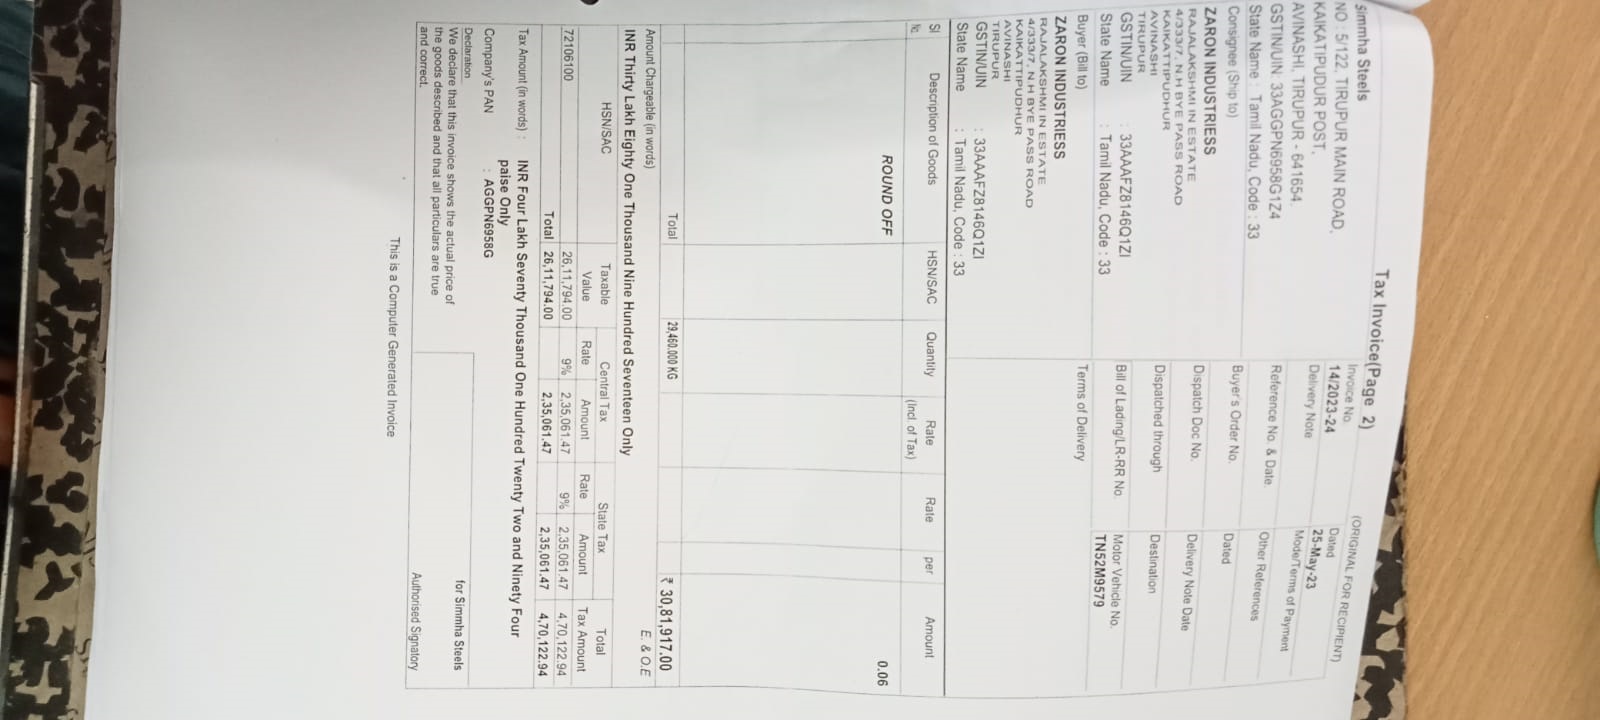 Tax Invoice(Page 2)
(ORIGINAL FOR RECIPIENT)
Simmha Steels
NO : 5/122, TIRUPUR MAIN ROAD,
KAIKATIPUDUR POST,
AVINASHI, TIRUPUR - 641654.
GSTIN/UIN: 33AGGPN6958G1Z4
State Name : Tamil Nadu, Code : 33
Invoice No.
14/2023-24
Dated
25-May-23
Delivery Note
Mode/Terms of Payment
Reference No. & Date.
Other References
Consignee (Ship to)
ZARON INDUSTRIESS
RAJALAKSHMI IN ESTATE
4/333/7, N.H BYE PASS ROAD
KAIKATTIPUDHUR
AVINASHI
TIRUPUR
GSTIN/UIN : 33AAAFZ8146Q1ZI
State Name : Tamil Nadu, Code : 33
Buyer's Order No.
Dated
Dispatch Doc No.
Delivery Note Date
Dispatched through
Destination
Bill of Lading/LR-RR No.
Motor Vehicle No.
TN52M9579
Buyer (Bill to)
ZARON INDUSTRIESS
RAJALAKSHMI IN ESTATE
4/333/7, N.H BYE PASS ROAD
KAIKATTIPUDHUR
AVINASHI
TIRUPUR
GSTIN/UIN : 33AAAFZ8146Q1ZI
State Name : Tamil Nadu, Code : 33
Terms of Delivery
Sl Description of Goods HSN/SAC Quantity Rate Rate per Amount
No. (Incl. of Tax)
ROUND OFF 0.06
Total 29,460.000 KG ₹ 30,81,917.00
Amount Chargeable (in words) E. & O.E
INR Thirty Lakh Eighty One Thousand Nine Hundred Seventeen Only
HSN/SAC Taxable Central Tax State Tax Total
Value Rate Amount Rate Amount Tax Amount
72106100 26,11,794.00 9% 2,35,061.47 9% 2,35,061.47 4,70,122.94
Total 26,11,794.00 2,35,061.47 2,35,061.47 4,70,122.94
Tax Amount (in words) : INR Four Lakh Seventy Thousand One Hundred Twenty Two and Ninety Four
paise Only
Company's PAN : AGGPN6958G
Declaration
We declare that this invoice shows the actual price of
the goods described and that all particulars are true
and correct.
for Simmha Steels
Authorised Signatory
This is a Computer Generated Invoice